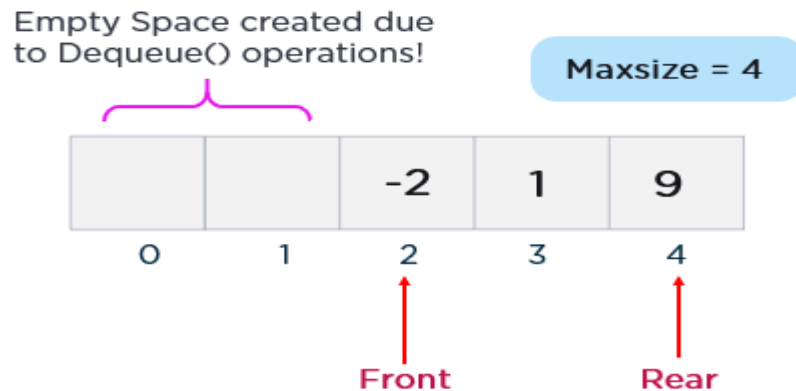 Empty Space created due
to Dequeue() operations!
Maxsize = 4
-2 1 9
0 1 2 3 4
Front Rear